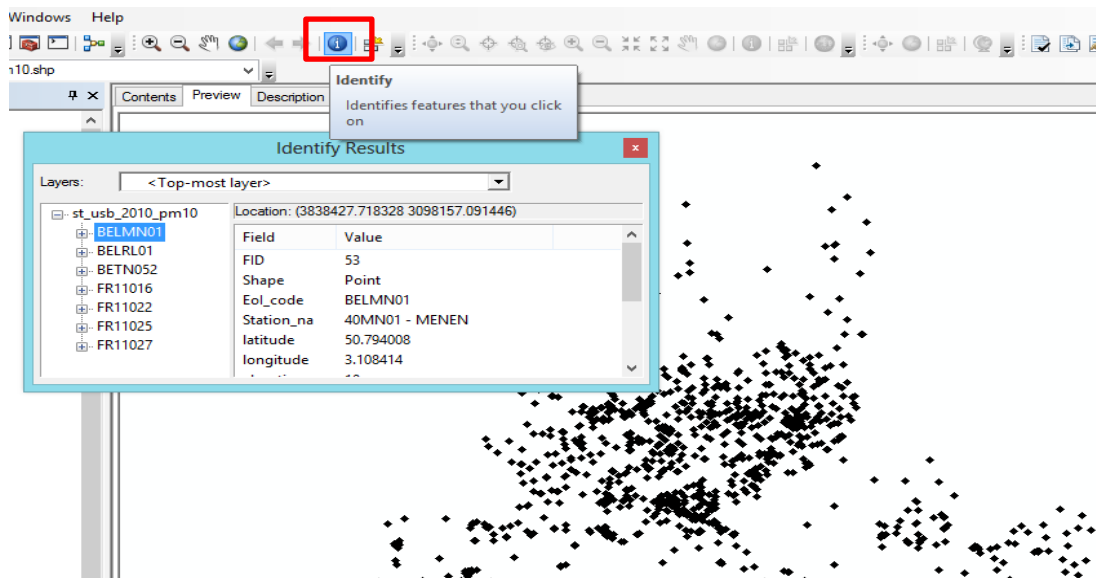 Windows Help
10.shp
Contents Preview Description
Identify
Identifies features that you click
on
Identify Results
Layers: <Top-most layer>
st_usb_2010_pm10
BELMN01
BELRL01
BETN052
FR11016
FR11022
FR11025
FR11027
Location: (3838427.718328 3098157.091446)
Field Value
FID 53
Shape Point
EoI_code BELMN01
Station_na 40MN01 - MENEN
latitude 50.794008
longitude 3.108414